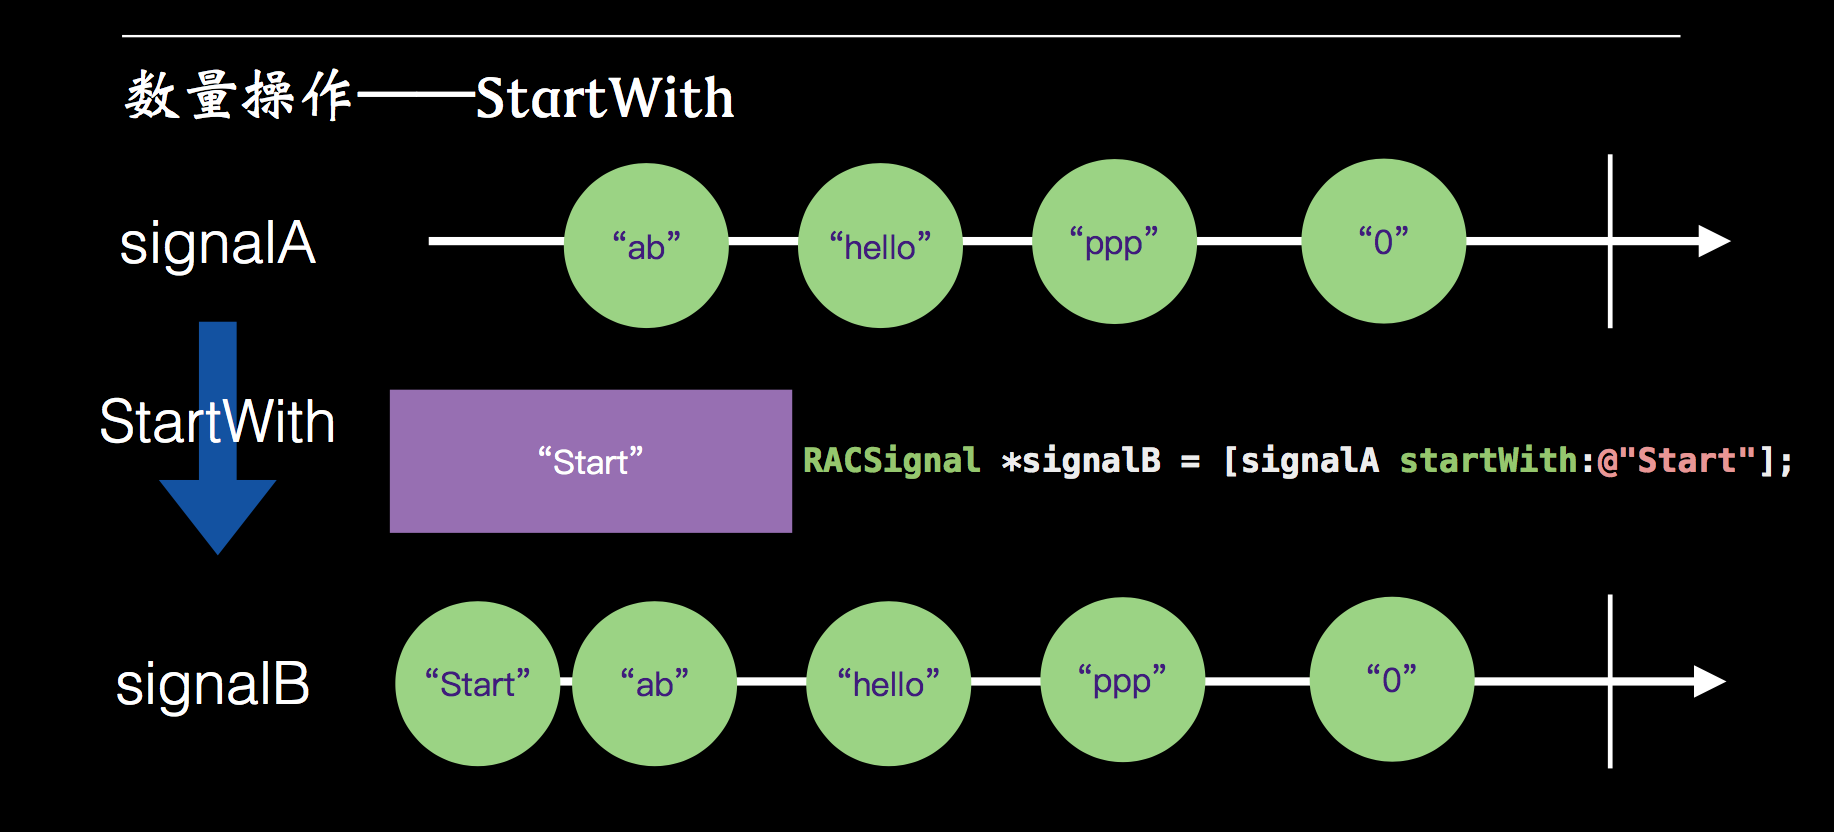 数量操作——StartWith
signalA
“ab” “hello” “ppp” “0”
StartWith
“Start”
RACSignal *signalB = [signalA startWith:@"Start"];
signalB
“Start” “ab” “hello” “ppp” “0”